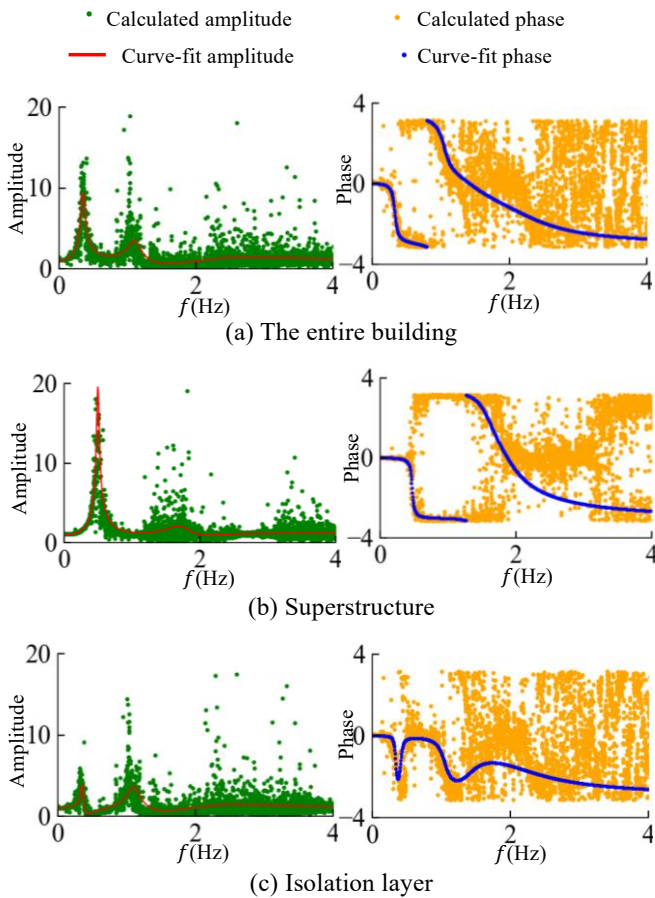 Calculated amplitude
Calculated phase
Curve-fit amplitude
Curve-fit phase
20
10
0
Amplitude
0 2 4
f(Hz)
4
0
−4
Phase
0 2 4
f(Hz)
(a) The entire building
20
10
0
Amplitude
0 2 4
f(Hz)
4
0
−4
Phase
0 2 4
f(Hz)
(b) Superstructure
20
10
0
Amplitude
0 2 4
f(Hz)
4
0
−4
Phase
0 2 4
f(Hz)
(c) Isolation layer